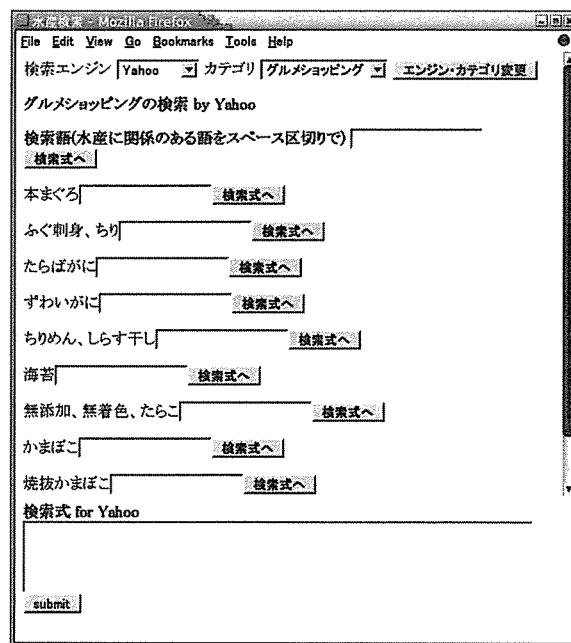 水産検索 - Mozilla Firefox
File Edit View Go Bookmarks Tools Help
検索エンジン Yahoo カテゴリ グルメショッピング エンジン・カテゴリ変更
グルメショッピングの検索 by Yahoo
検索語(水産に関係のある語をスペース区切りで)
検索式へ
本まぐろ 検索式へ
ふぐ刺身、ちり 検索式へ
たらばがに 検索式へ
ずわいがに 検索式へ
ちりめん、しらす干し 検索式へ
海苔 検索式へ
無添加、無着色、たらこ 検索式へ
かまぼこ 検索式へ
焼抜かまぼこ 検索式へ
検索式 for Yahoo
submit